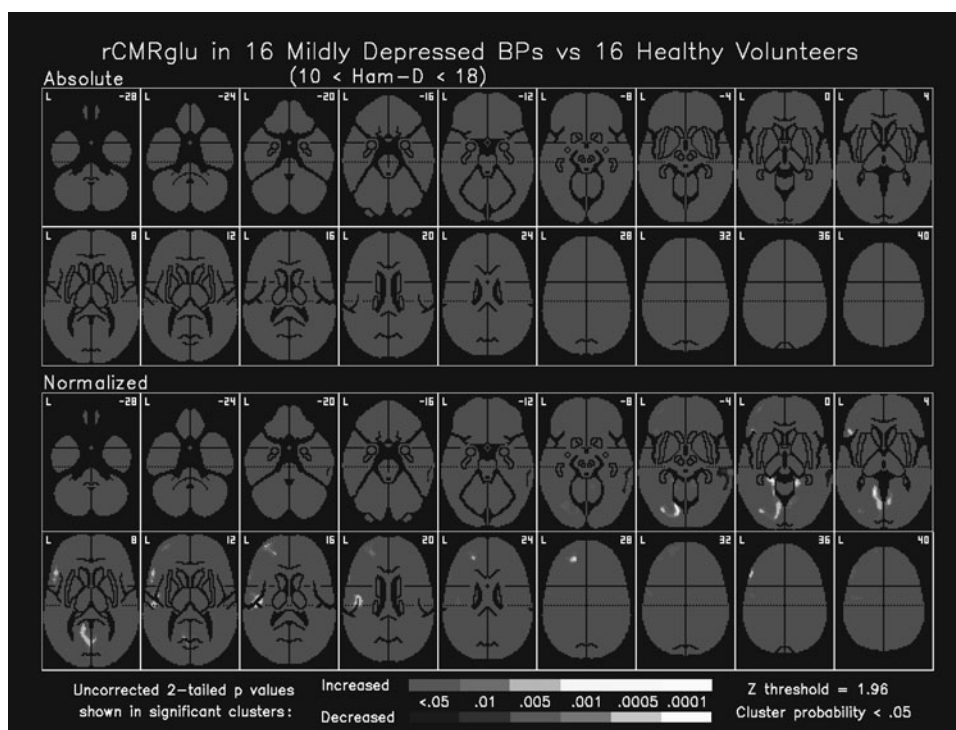 rCMRglu in 16 Mildly Depressed BPs vs 16 Healthy Volunteers
Absolute (10 < Ham-D < 18)
L -28 L -24 L -20 L -16 L -12 L -8 L -4 L 0 L 4
L 8 L 12 L 16 L 20 L 24 L 28 L 32 L 36 L 40
Normalized
L -28 L -24 L -20 L -16 L -12 L -8 L -4 L 0 L 4
L 8 L 12 L 16 L 20 L 24 L 28 L 32 L 36 L 40
Uncorrected 2-tailed p values Increased Z threshold = 1.96
<.05 .01 .005 .001 .0005 .0001
shown in significant clusters: Decreased Cluster probability < .05